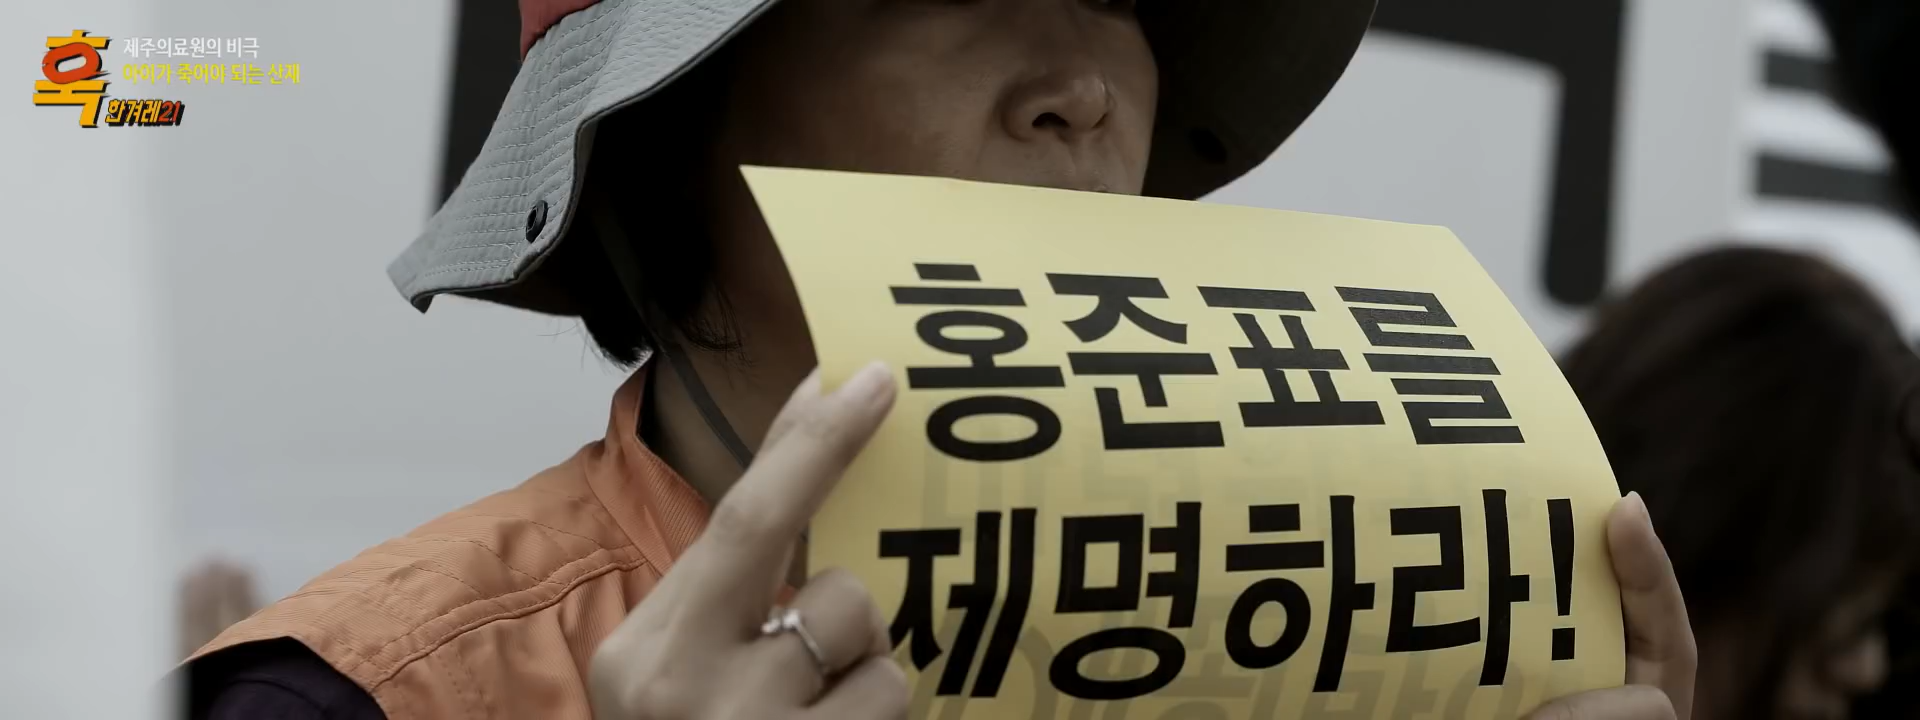 혹
제주의료원의 비극
아이가 죽어야 되는 산재
한겨레21
홍준표를
제명하라!